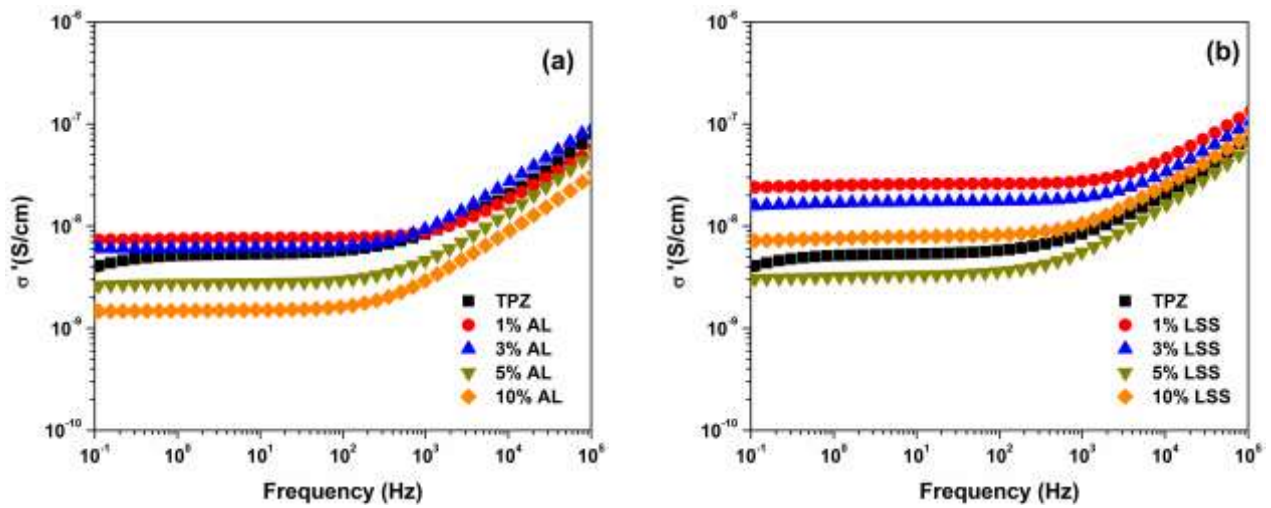 (a)
σ '(S/cm)
10⁻⁶
10⁻⁷
10⁻⁸
10⁻⁹
10⁻¹⁰
TPZ
1% AL
3% AL
5% AL
10% AL
10⁻¹ 10⁰ 10¹ 10² 10³ 10⁴ 10⁵ 10⁶
Frequency (Hz)
(b)
σ '(S/cm)
10⁻⁶
10⁻⁷
10⁻⁸
10⁻⁹
10⁻¹⁰
TPZ
1% LSS
3% LSS
5% LSS
10% LSS
10⁻¹ 10⁰ 10¹ 10² 10³ 10⁴ 10⁵ 10⁶
Frequency (Hz)